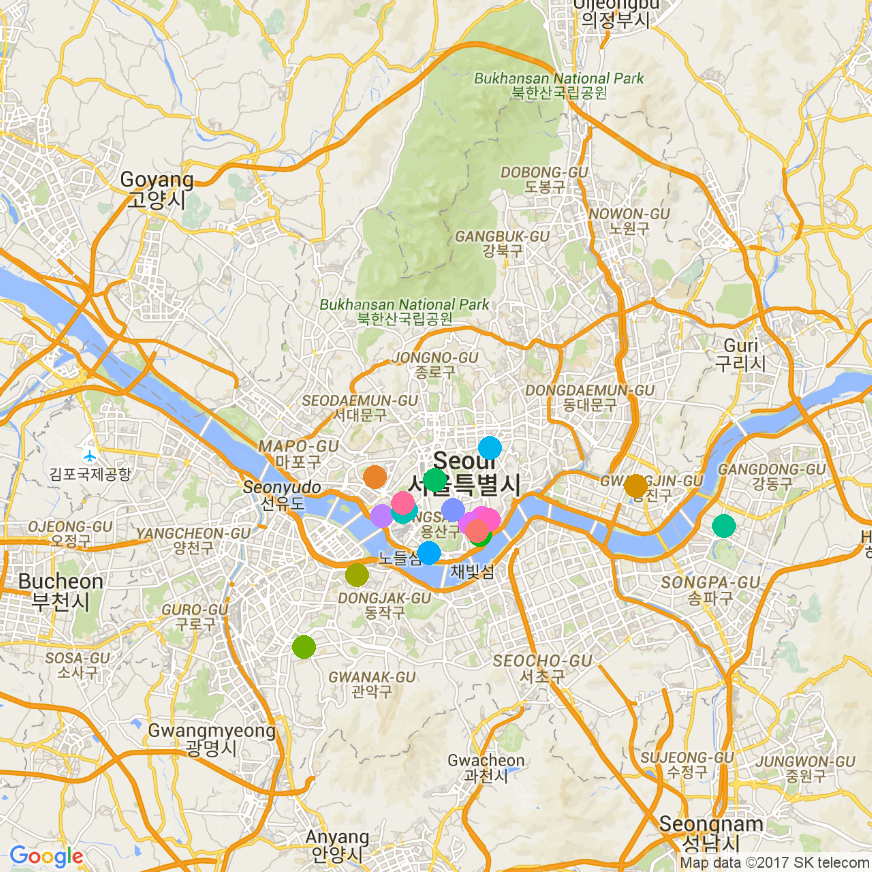 Uijeongbu
의정부시
Bukhansan National Park
북한산국립공원
Goyang
고양시
DOBONG-GU
도봉구
NOWON-GU
노원구
GANGBUK-GU
강북구
Bukhansan National Park
북한산국립공원
JONGNO-GU
종로구
Guri
구리시
SEODAEMUN-GU
서대문구
DONGDAEMUN-GU
동대문구
MAPO-GU
마포구
Seoul
서울특별시
김포국제공항
Seonyudo
선유도
GANGDONG-GU
강동구
용산구
OJEONG-GU
오정구
YANGCHEON-GU
양천구
노들섬
채빛섬
Bucheon
부천시
SONGPA-GU
송파구
DONGJAK-GU
동작구
GURO-GU
구로구
SOSA-GU
소사구
GWANAK-GU
관악구
SEOCHO-GU
서초구
Gwangmyeong
광명시
Gwacheon
과천시
SUJEONG-GU
수정구
JUNGWON-GU
중원구
Anyang
안양시
Seongnam
성남시
Google
Map data ©2017 SK telecom